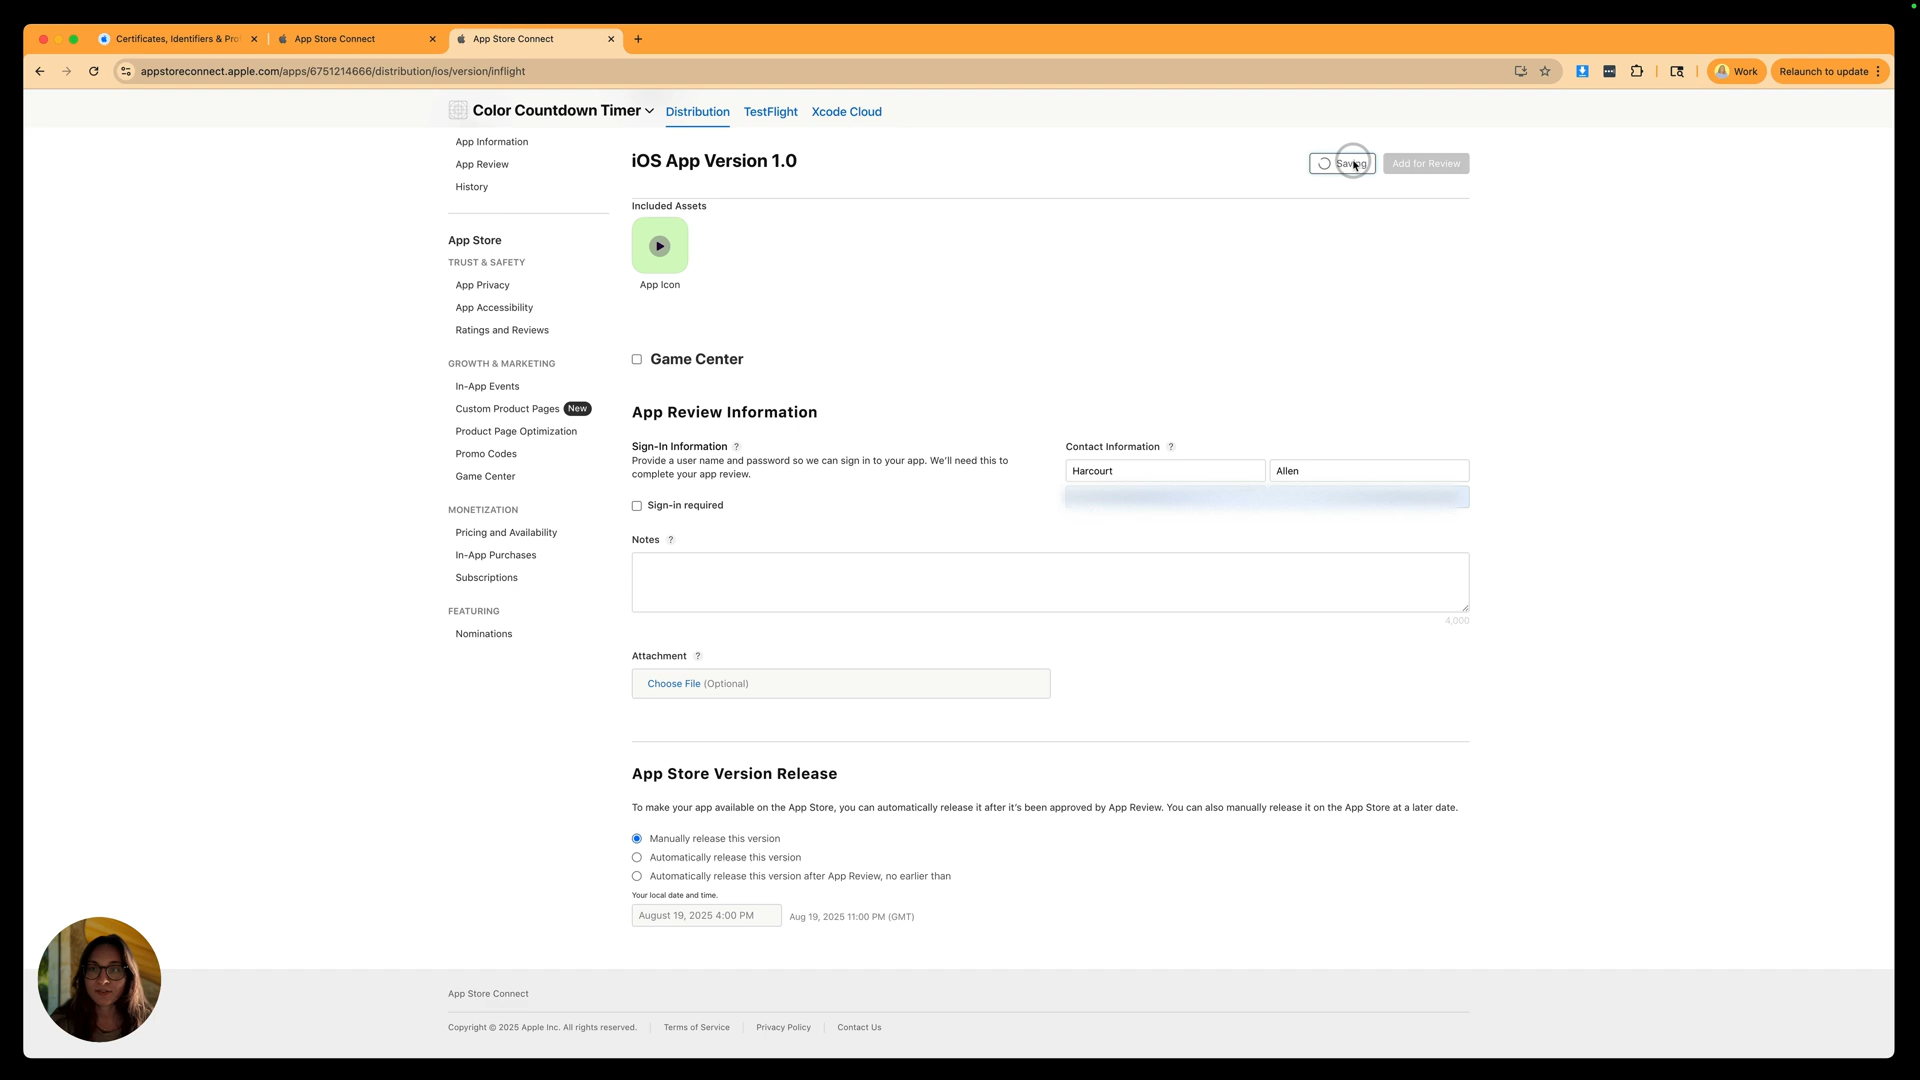 Certificates, Identifiers & Pro
App Store Connect
App Store Connect
appstoreconnect.apple.com/apps/6751214666/distribution/ios/version/inflight
Work
Relaunch to update
Color Countdown Timer
Distribution
TestFlight
Xcode Cloud
App Information
App Review
History
App Store
TRUST & SAFETY
App Privacy
App Accessibility
Ratings and Reviews
GROWTH & MARKETING
In-App Events
Custom Product Pages New
Product Page Optimization
Promo Codes
Game Center
MONETIZATION
Pricing and Availability
In-App Purchases
Subscriptions
FEATURING
Nominations
iOS App Version 1.0
Saving
Add for Review
Included Assets
App Icon
Game Center
App Review Information
Sign-In Information ?
Provide a user name and password so we can sign in to your app. We'll need this to
complete your app review.
Sign-in required
Contact Information ?
Harcourt
Allen
Notes ?
4,000
Attachment ?
Choose File (Optional)
App Store Version Release
To make your app available on the App Store, you can automatically release it after it's been approved by App Review. You can also manually release it on the App Store at a later date.
Manually release this version
Automatically release this version
Automatically release this version after App Review, no earlier than
Your local date and time.
August 19, 2025 4:00 PM
Aug 19, 2025 11:00 PM (GMT)
App Store Connect
Copyright © 2025 Apple Inc. All rights reserved.
Terms of Service
Privacy Policy
Contact Us